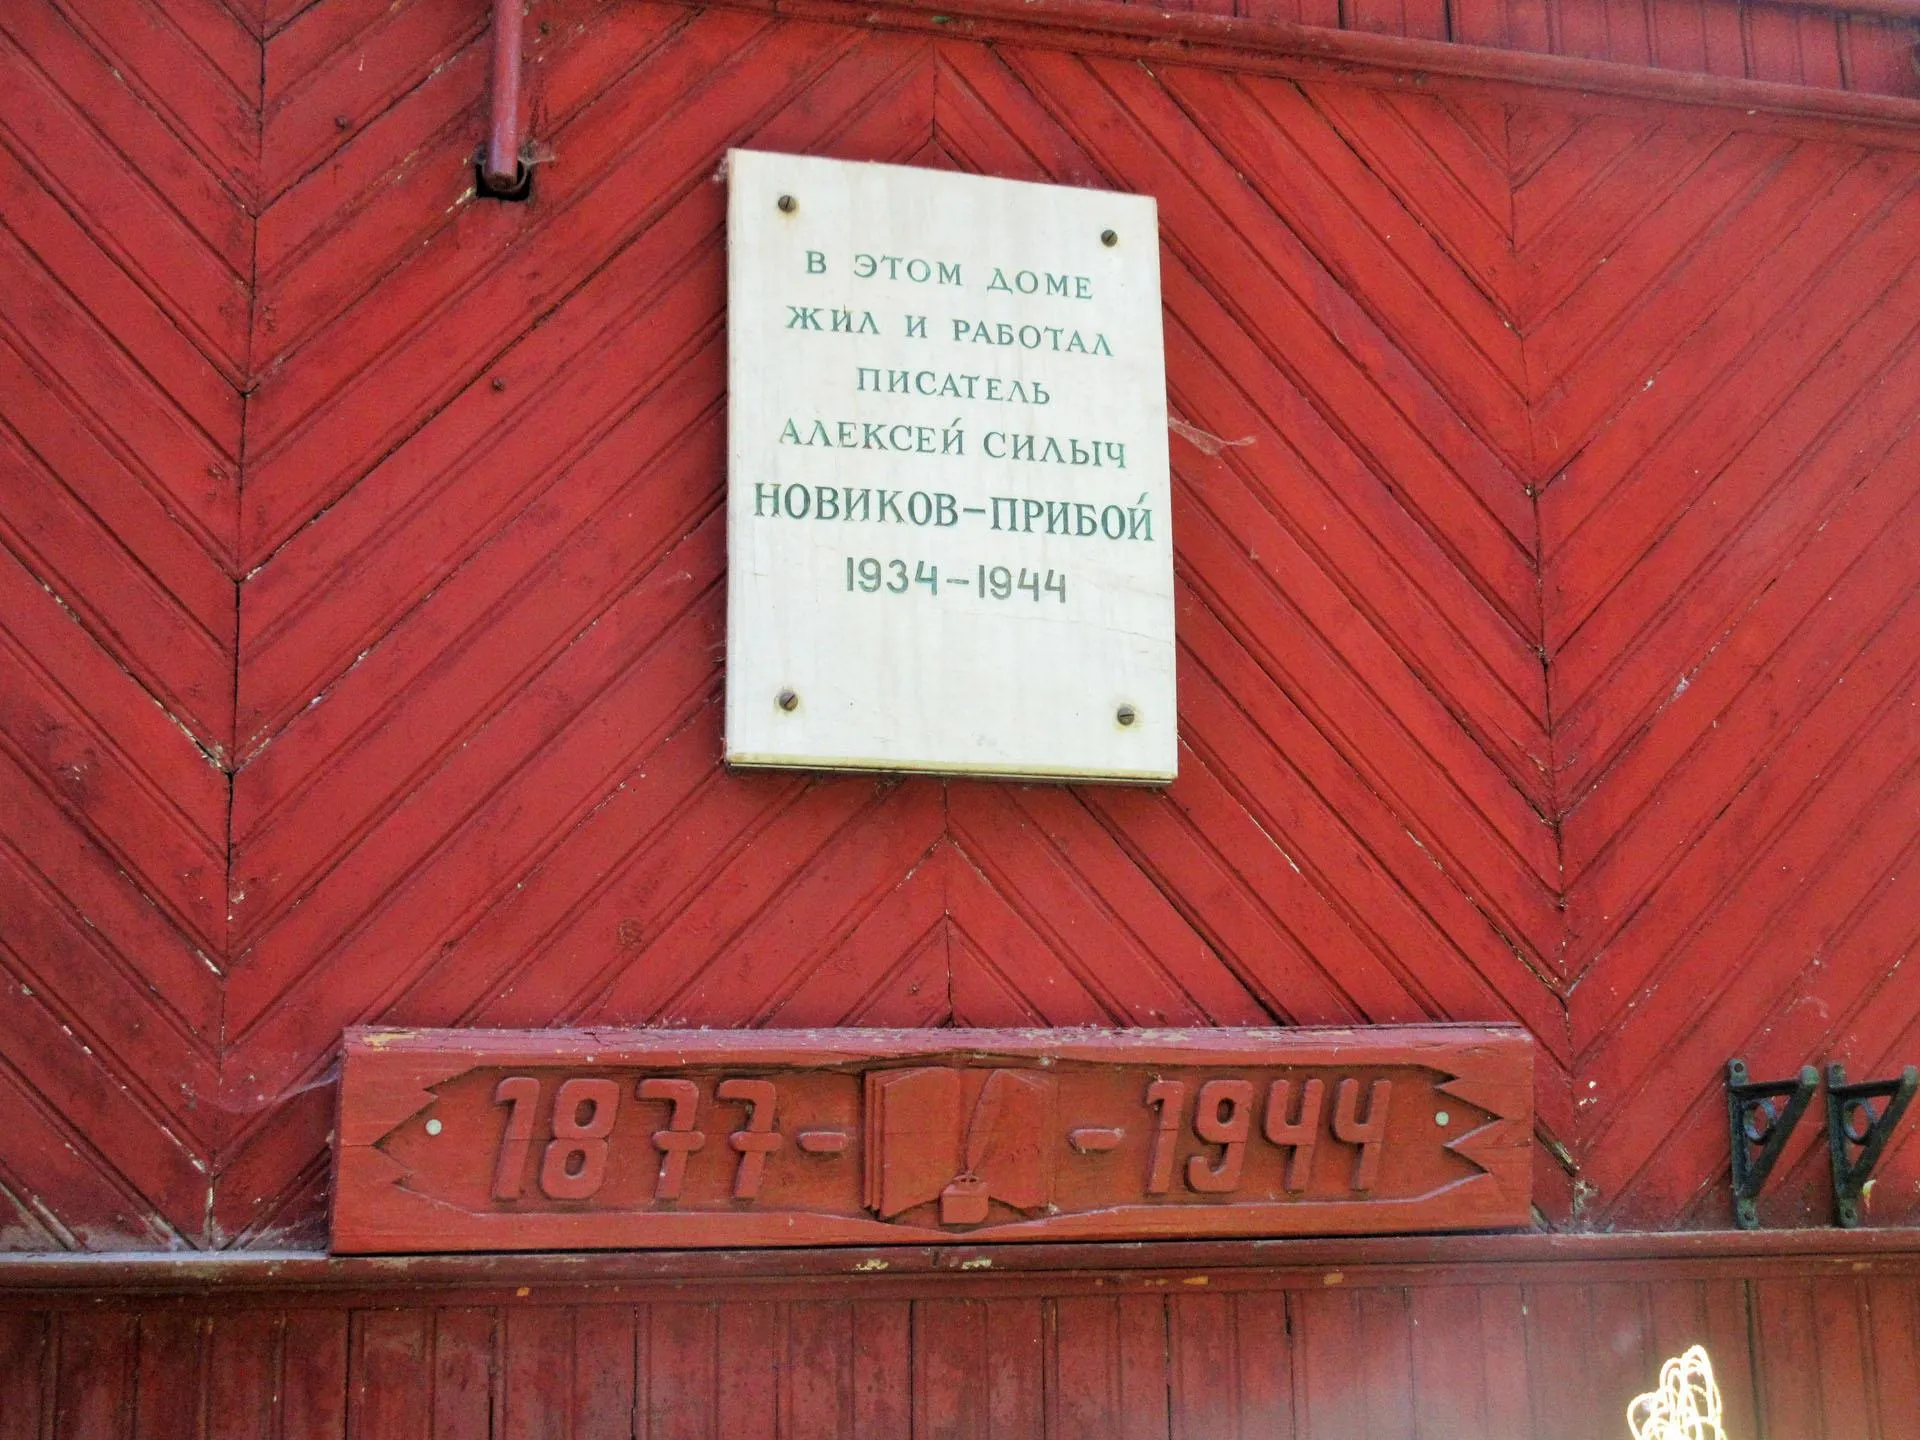 В ЭТОМ ДОМЕ
ЖИЛ И РАБОТАЛ
ПИСАТЕЛЬ
АЛЕКСЕЙ СИЛЫЧ
НОВИКОВ-ПРИБОЙ
1934-1944
1877- -1944